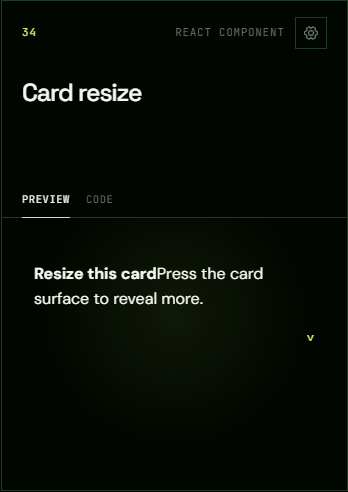 34
REACT COMPONENT
Card resize
PREVIEW
CODE
Resize this cardPress the card
surface to reveal more.
v